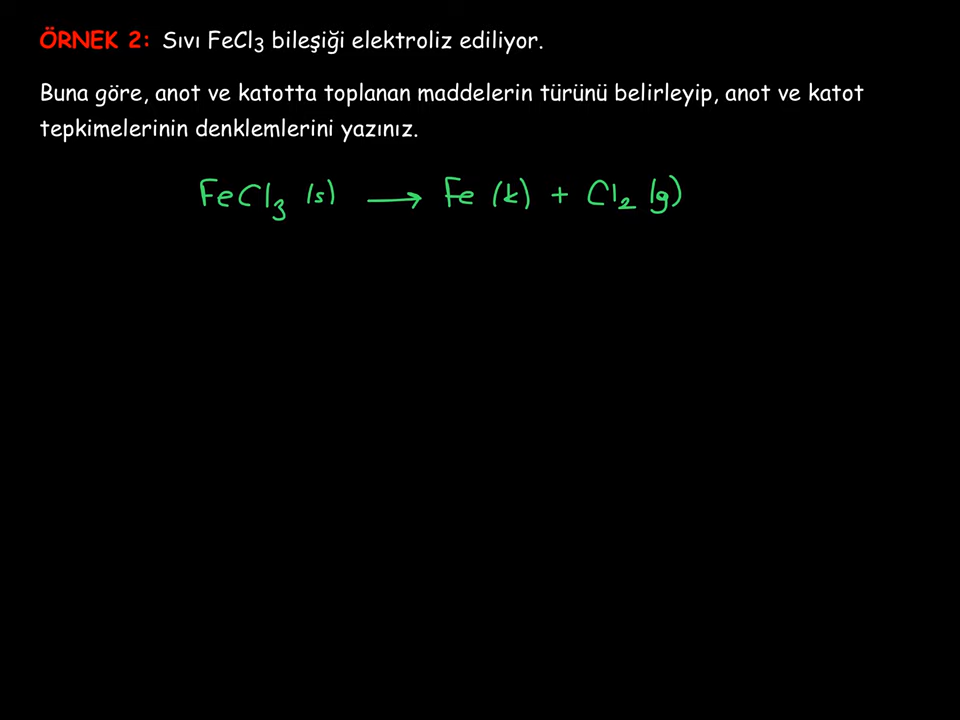 ÖRNEK 2: Sıvı FeCl3 bileşiği elektroliz ediliyor.
Buna göre, anot ve katotta toplanan maddelerin türünü belirleyip, anot ve katot
tepkimelerinin denklemlerini yazınız.
FeCl3 (s) → Fe (k) + Cl2 (g)